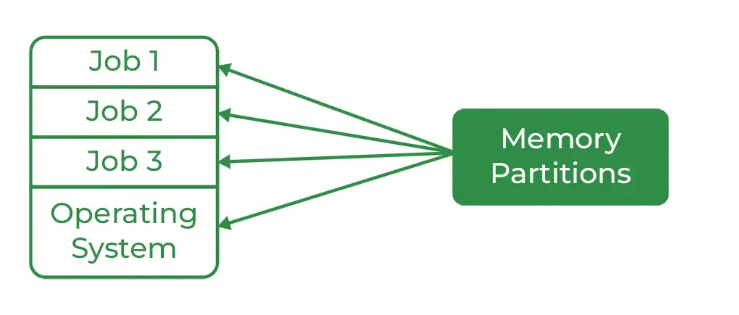 Job 1
Job 2
Job 3
Operating
System
Memory
Partitions